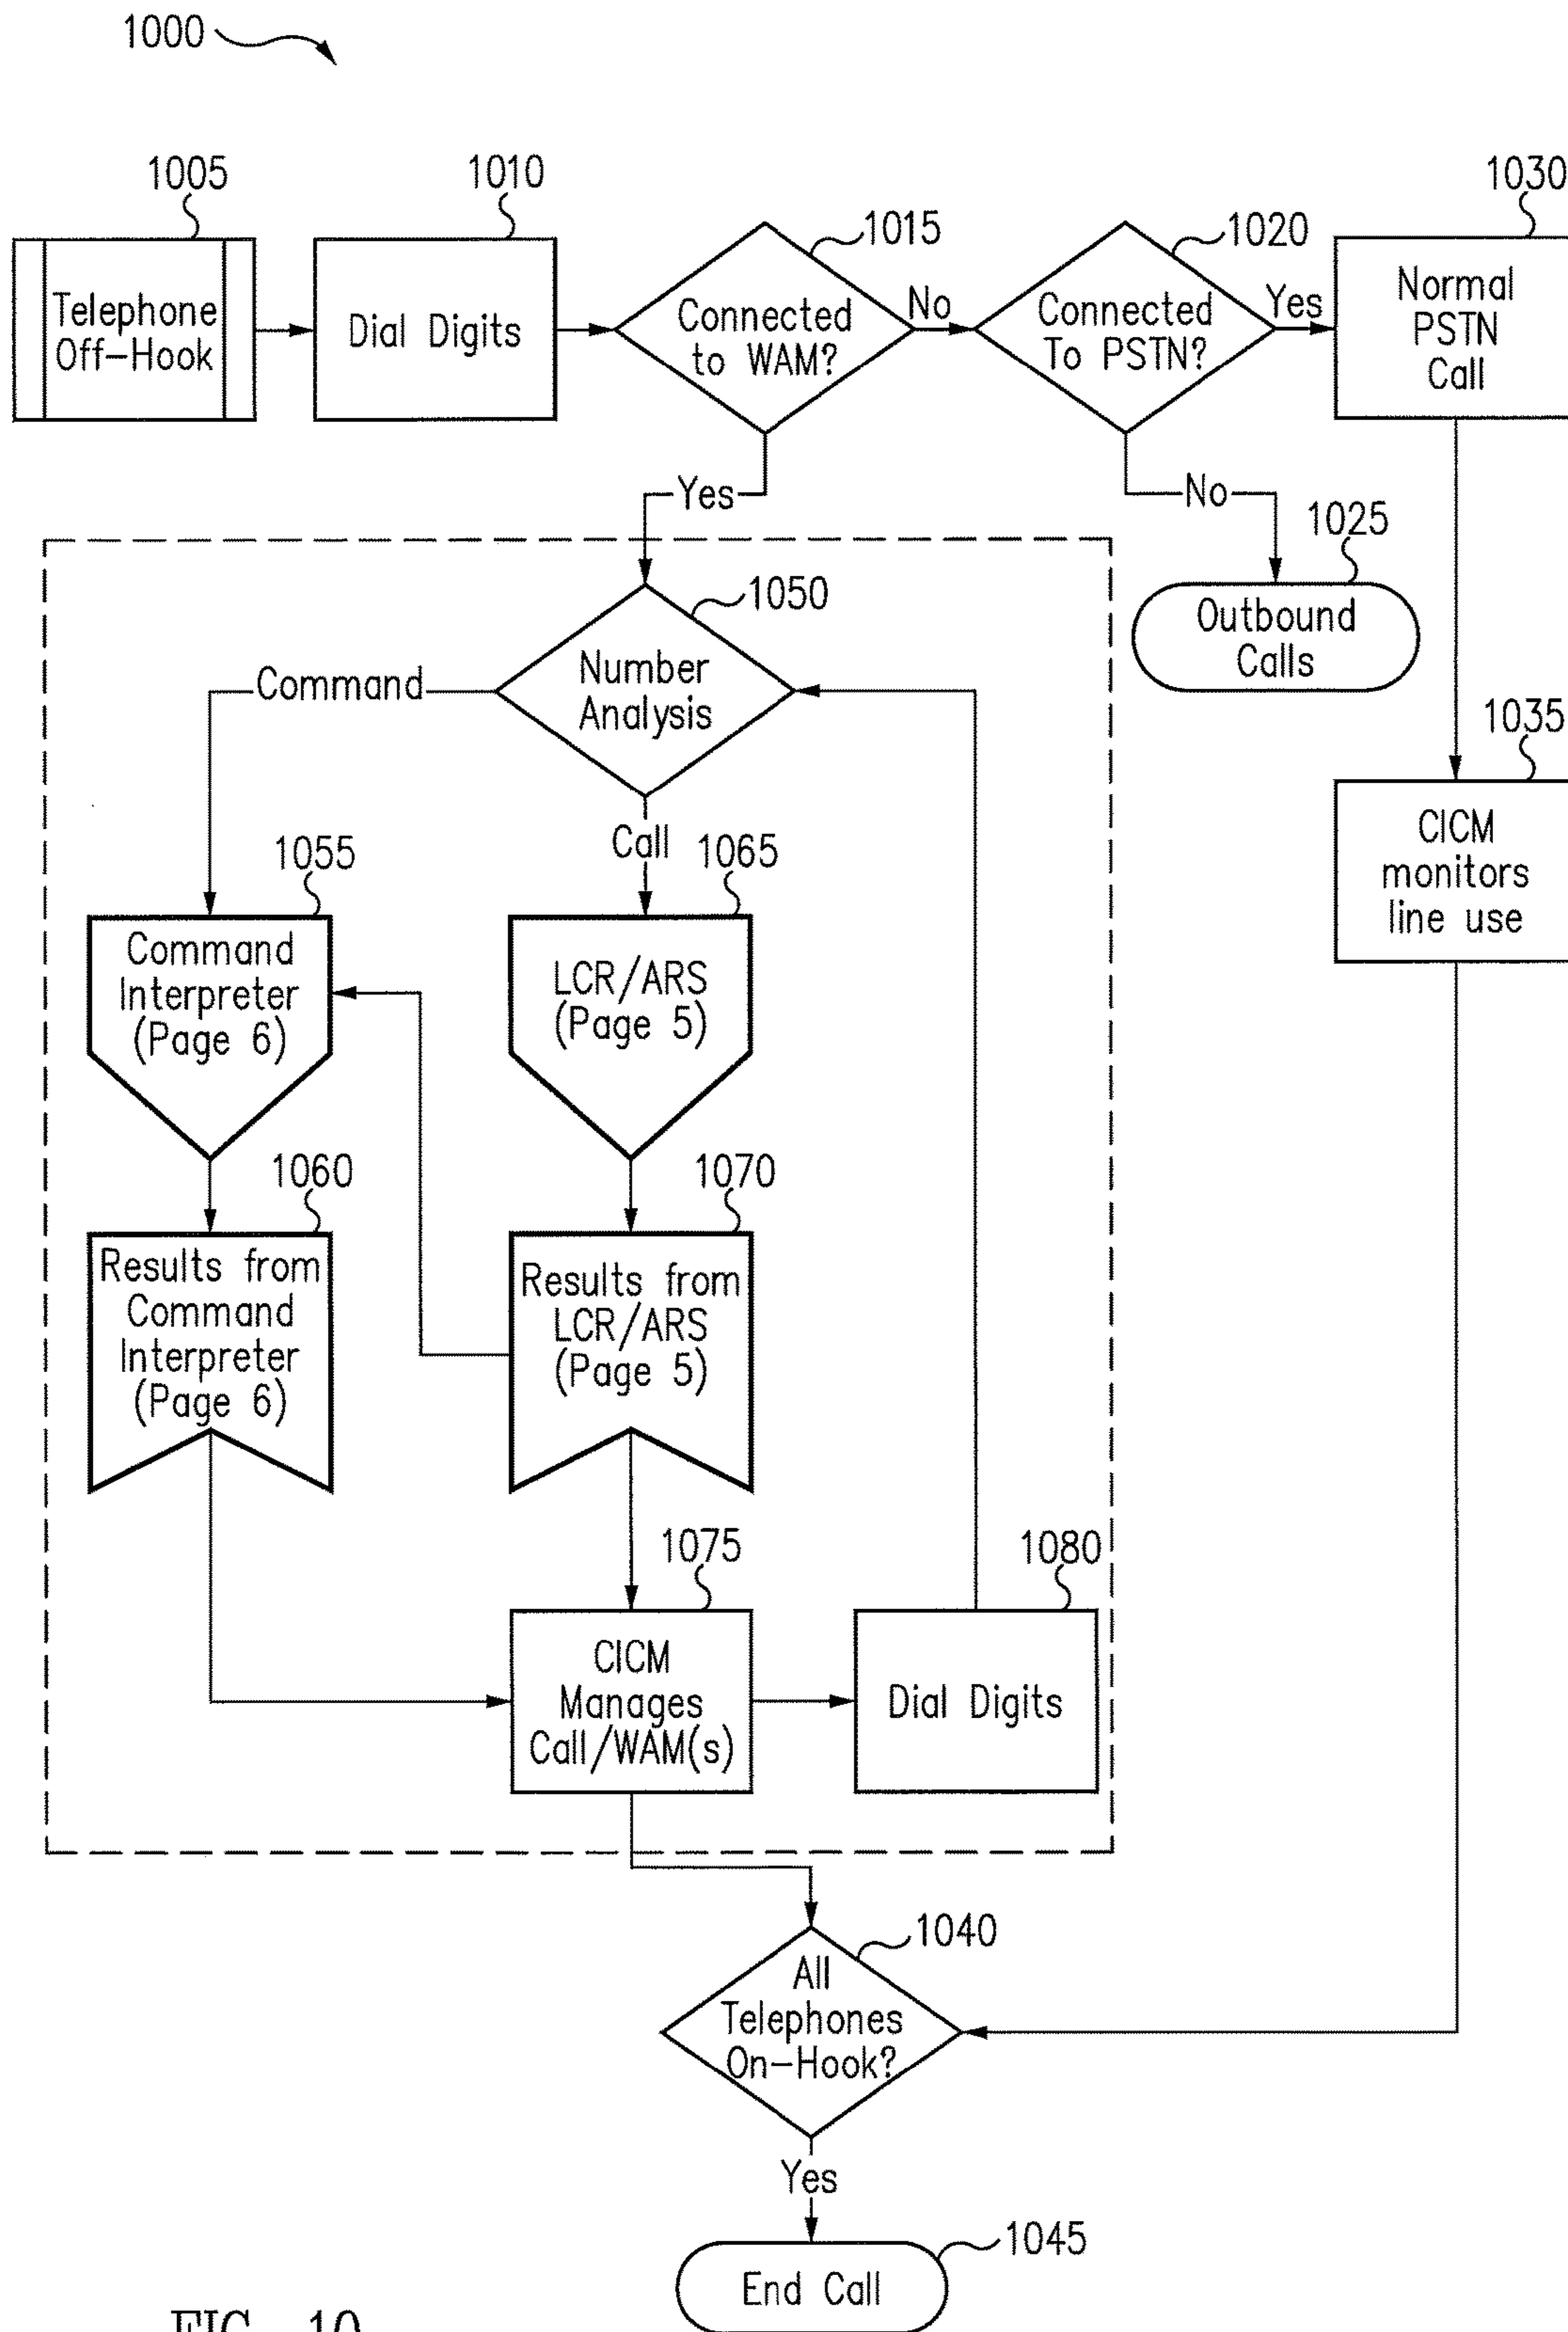 1000
1005
1010
1015
1020
1030
Telephone
Off-Hook
Dial Digits
Connected
to WAM?
No
Connected
To PSTN?
Yes
Normal
PSTN
Call
Yes
No
1025
Outbound
Calls
1050
Number
Analysis
Command
Call
1035
CICM
monitors
line use
1055
Command
Interpreter
(Page 6)
1065
LCR/ARS
(Page 5)
1060
Results from
Command
Interpreter
(Page 6)
1070
Results from
LCR/ARS
(Page 5)
1075
CICM
Manages
Call/WAM(s)
1080
Dial Digits
1040
All
Telephones
On-Hook?
Yes
1045
End Call
FIG. 10